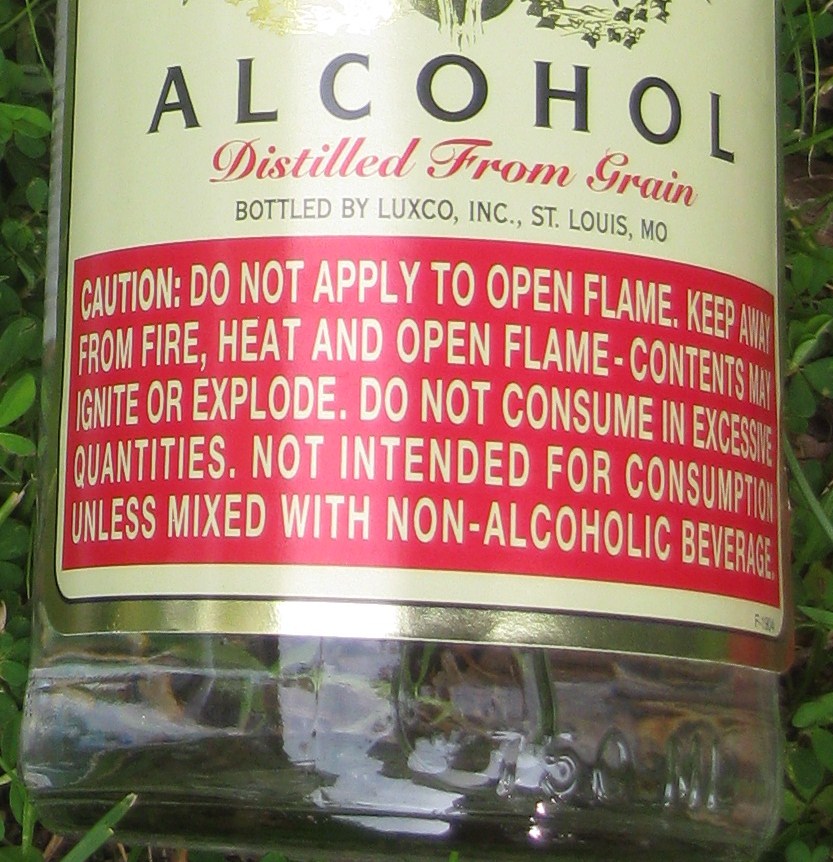 ALCOHOL
Distilled From Grain
BOTTLED BY LUXCO, INC., ST. LOUIS, MO
CAUTION: DO NOT APPLY TO OPEN FLAME. KEEP AWAY
FROM FIRE, HEAT AND OPEN FLAME - CONTENTS MAY
IGNITE OR EXPLODE. DO NOT CONSUME IN EXCESSIVE
QUANTITIES. NOT INTENDED FOR CONSUMPTION
UNLESS MIXED WITH NON-ALCOHOLIC BEVERAGE.